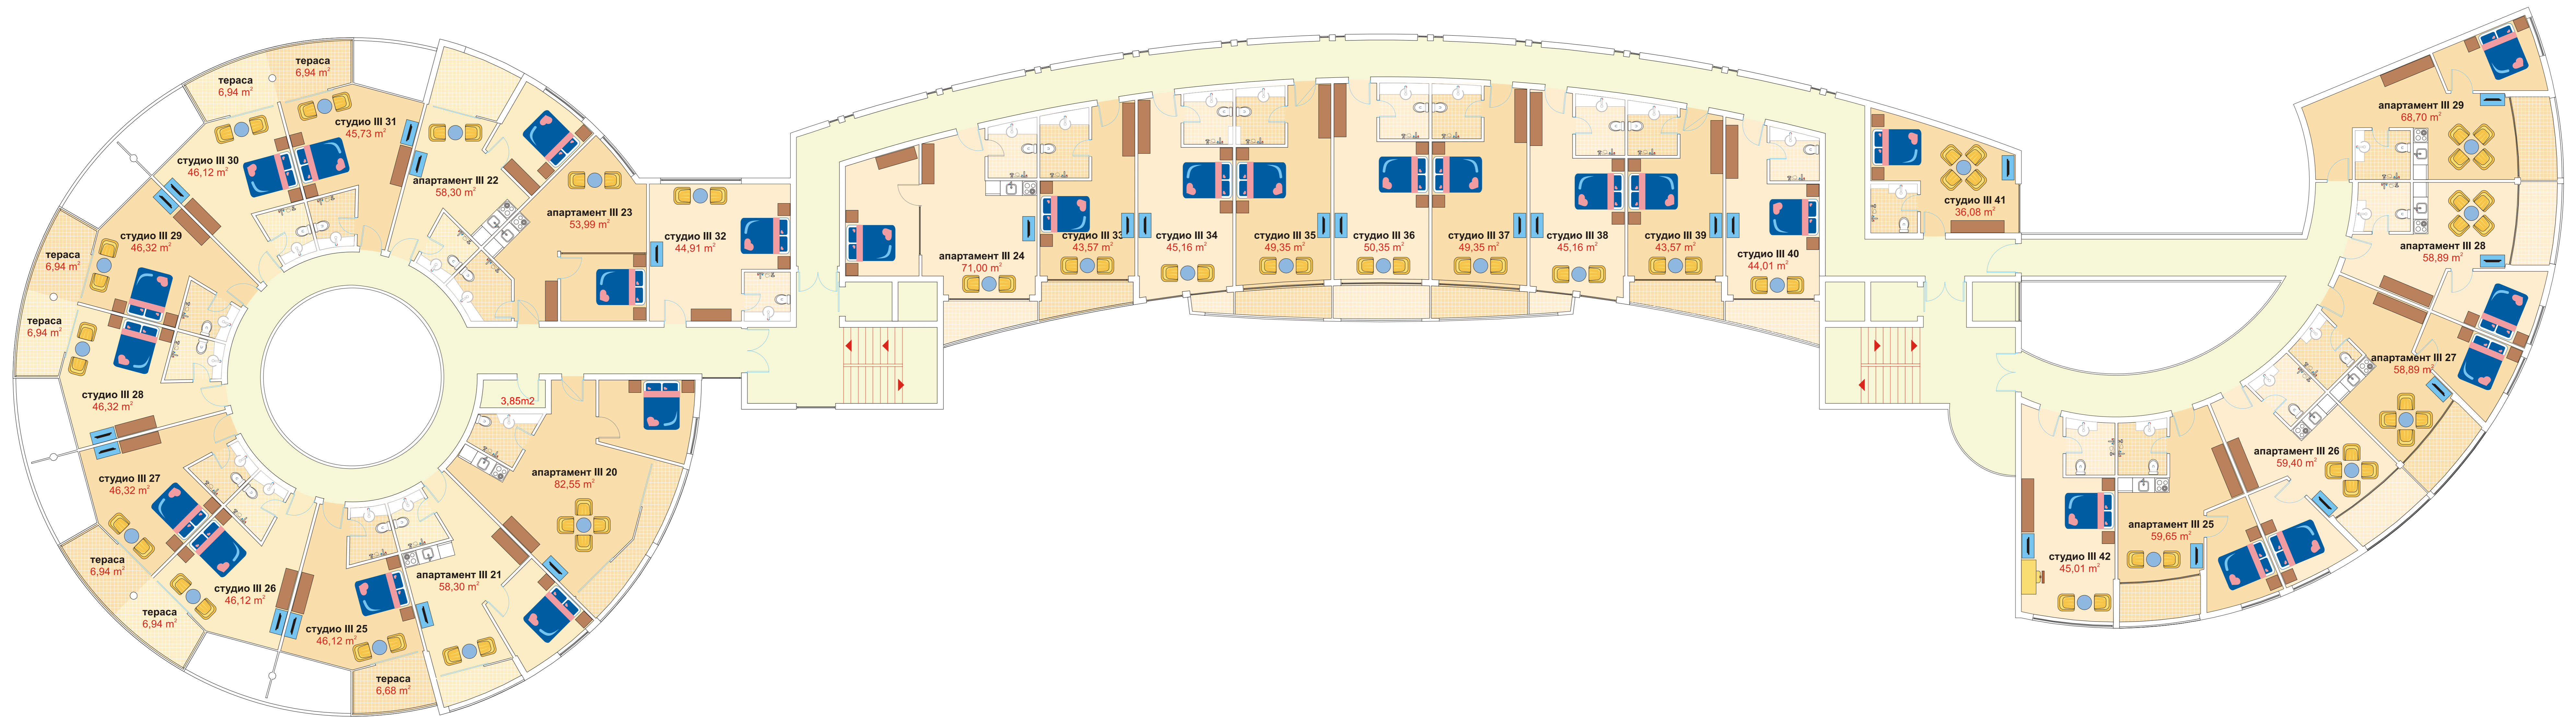 тераса
6,94 m²
тераса
6,94 m²
студио III 31
45,73 m²
студио III 30
46,12 m²
апартамент III 22
58,30 m²
апартамент III 23
53,99 m²
студио III 32
44,91 m²
студио III 29
46,32 m²
тераса
6,94 m²
тераса
6,94 m²
студио III 28
46,32 m²
студио III 27
46,32 m²
тераса
6,94 m²
тераса
6,94 m²
студио III 26
46,12 m²
студио III 25
46,12 m²
тераса
6,68 m²
апартамент III 21
58,30 m²
апартамент III 20
82,55 m²
3,85m2
апартамент III 24
71,00 m²
студио III 33
43,57 m²
студио III 34
45,16 m²
студио III 35
49,35 m²
студио III 36
50,35 m²
студио III 37
49,35 m²
студио III 38
45,16 m²
студио III 39
43,57 m²
студио III 40
44,01 m²
студио III 41
36,08 m²
апартамент III 29
68,70 m²
апартамент III 28
58,89 m²
апартамент III 27
58,89 m²
апартамент III 26
59,40 m²
апартамент III 25
59,65 m²
студио III 42
45,01 m²